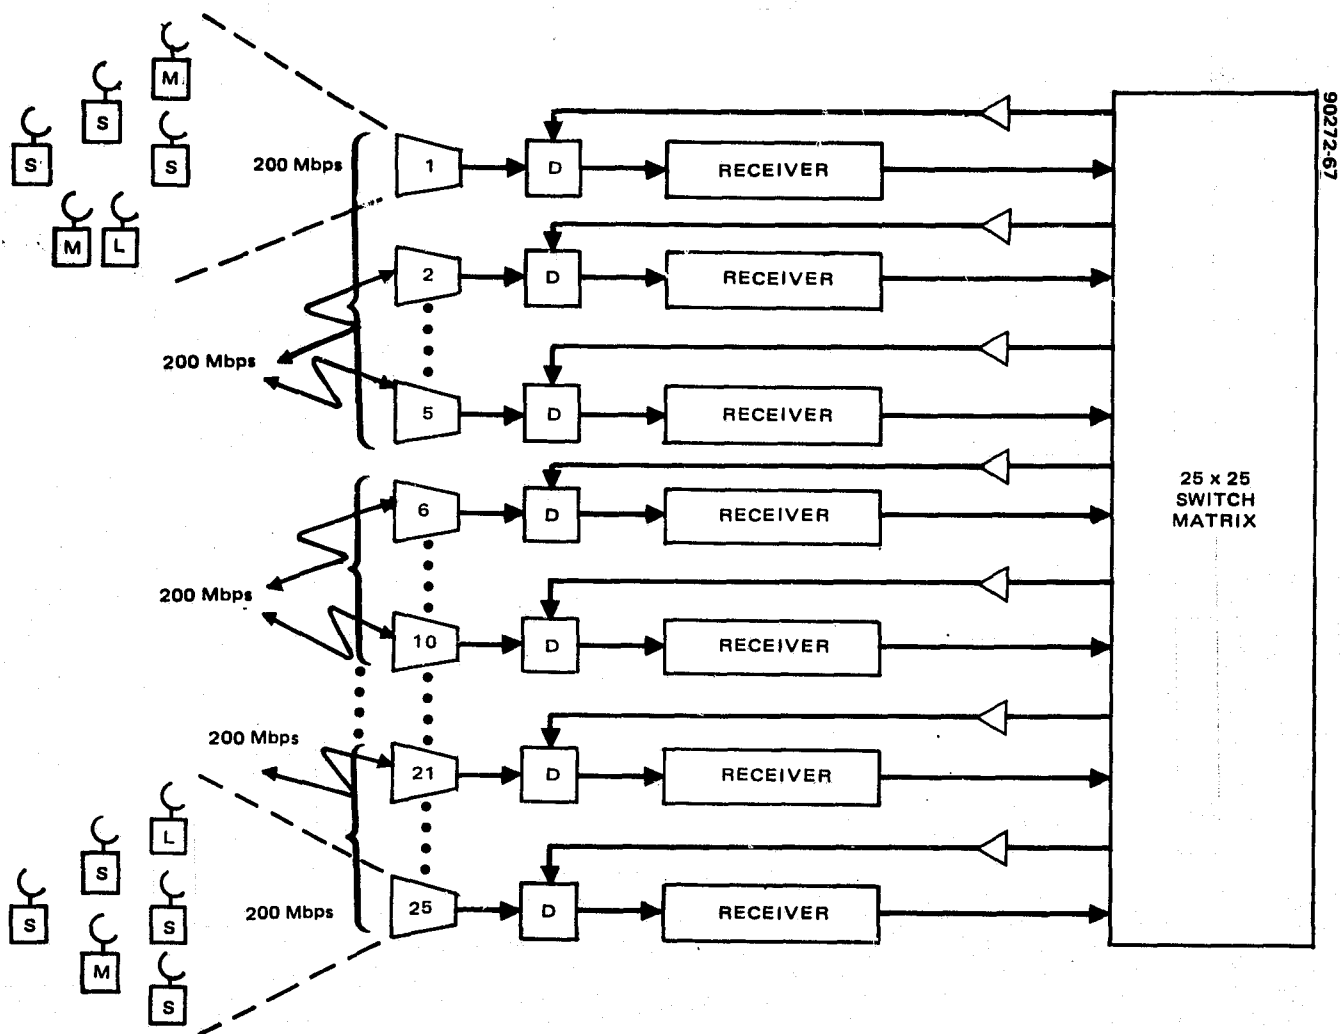 90272-67
M
S
S
S
M
L
200 Mbps
1
D
RECEIVER
2
D
RECEIVER
200 Mbps
5
D
RECEIVER
6
D
RECEIVER
25 x 25
SWITCH
MATRIX
200 Mbps
10
D
RECEIVER
200 Mbps
21
D
RECEIVER
L
S
S
S
M
S
200 Mbps
25
D
RECEIVER